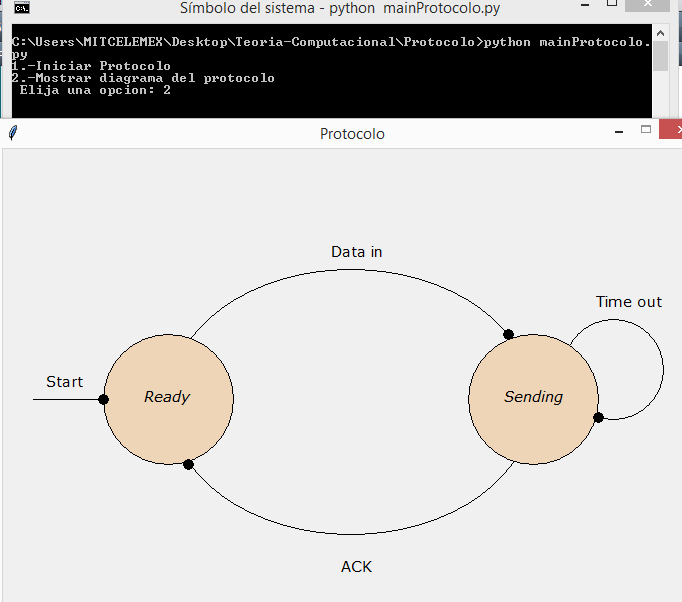 Símbolo del sistema - python mainProtocolo.py
C:\Users\MITCELEMEX\Desktop\Teoria-Computacional\Protocolo>python mainProtocolo.
py
1.-Iniciar Protocolo
2.-Mostrar diagrama del protocolo
Elija una opcion: 2
Protocolo
Data in
Time out
Start
Ready
Sending
ACK